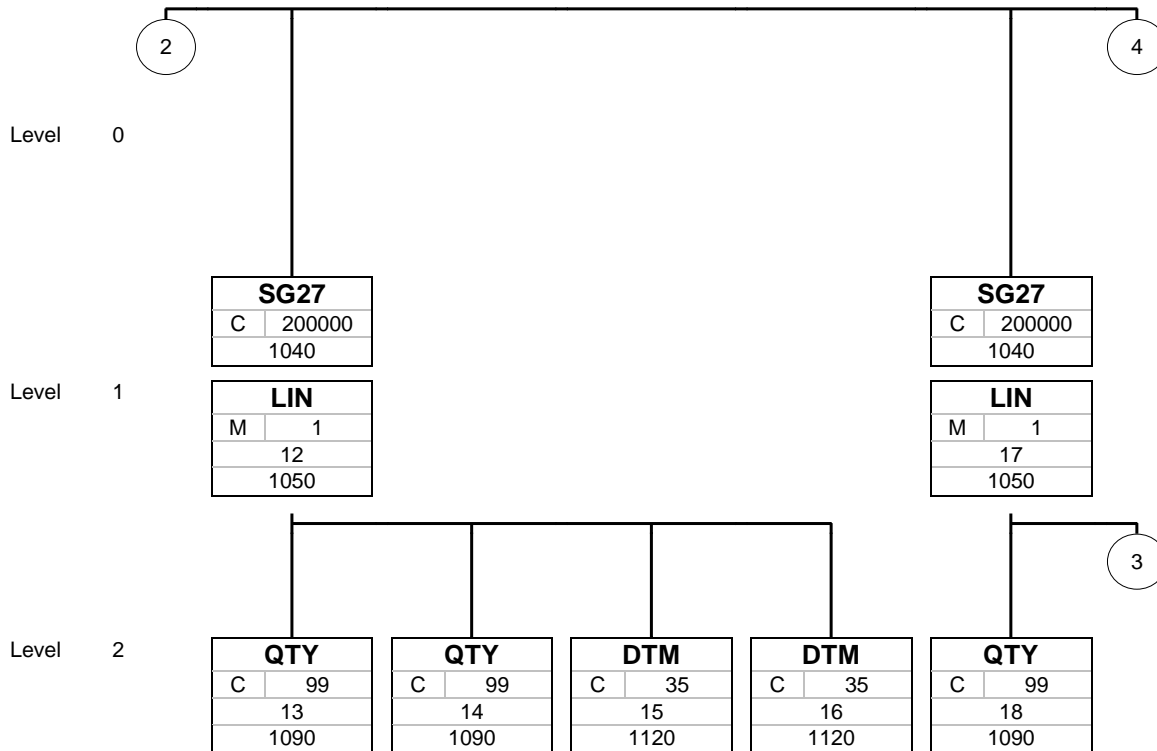 2 4
Level 0
SG27 SG27
C 200000 C 200000
1040 1040
Level 1
LIN LIN
M 1 M 1
12 17
1050 1050
3
Level 2
QTY QTY DTM DTM QTY
C 99 C 99 C 35 C 35 C 99
13 14 15 16 18
1090 1090 1120 1120 1090